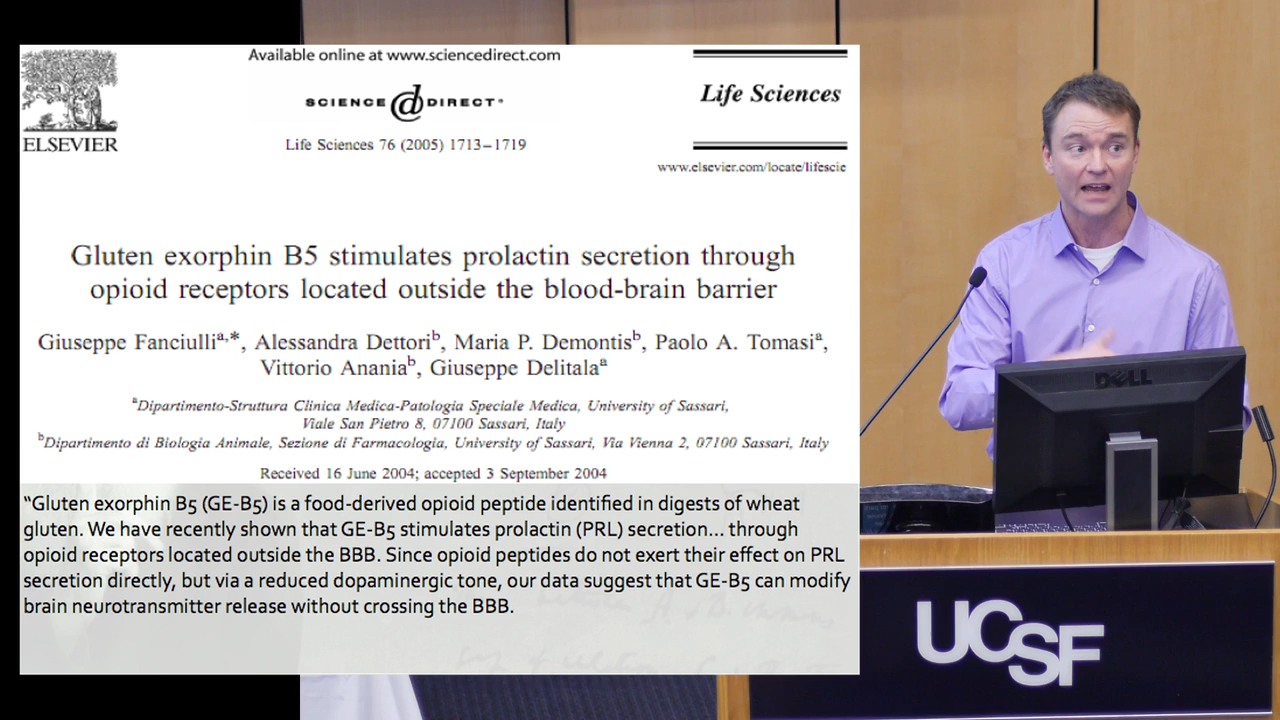 Available online at www.sciencedirect.com
SCIENCE DIRECT®
Life Sciences
ELSEVIER
Life Sciences 76 (2005) 1713–1719
www.elsevier.com/locate/lifescie
Gluten exorphin B5 stimulates prolactin secretion through
opioid receptors located outside the blood-brain barrier
Giuseppe Fanciulliᵃ,*, Alessandra Dettoriᵇ, Maria P. Demontisᵇ, Paolo A. Tomasiᵃ,
Vittorio Ananiaᵇ, Giuseppe Delitalaᵃ
ᵃDipartimento-Struttura Clinica Medica-Patologia Speciale Medica, University of Sassari,
Viale San Pietro 8, 07100 Sassari, Italy
ᵇDipartimento di Biologia Animale, Sezione di Farmacologia, University of Sassari, Via Vienna 2, 07100 Sassari, Italy
Received 16 June 2004; accepted 3 September 2004
“Gluten exorphin B5 (GE-B5) is a food-derived opioid peptide identified in digests of wheat
gluten. We have recently shown that GE-B5 stimulates prolactin (PRL) secretion... through
opioid receptors located outside the BBB. Since opioid peptides do not exert their effect on PRL
secretion directly, but via a reduced dopaminergic tone, our data suggest that GE-B5 can modify
brain neurotransmitter release without crossing the BBB.
DELL
UCSF